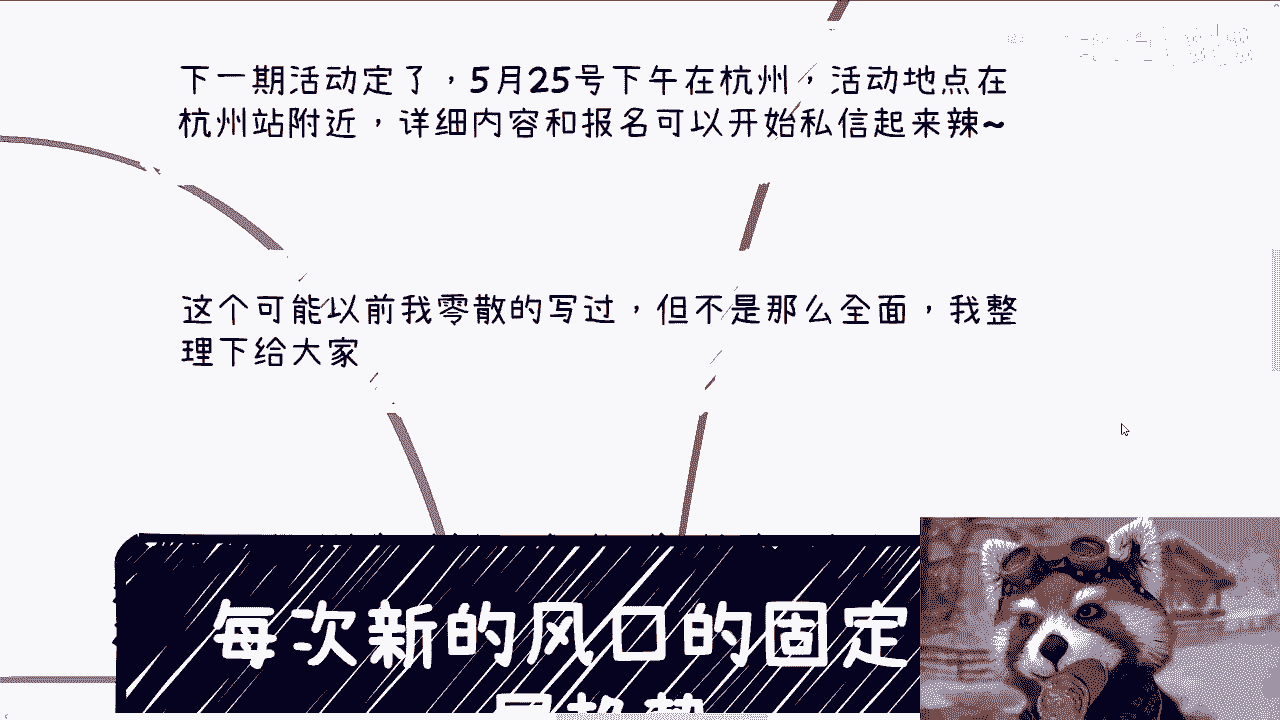 下一期活动定了，5月25号下午在杭州，活动地点在
杭州站附近，详细内容和报名可以开始私信起来辣~
这个可能以前我零散的写过，但不是那么全面，我整
理下给大家
每次新的风口的固定